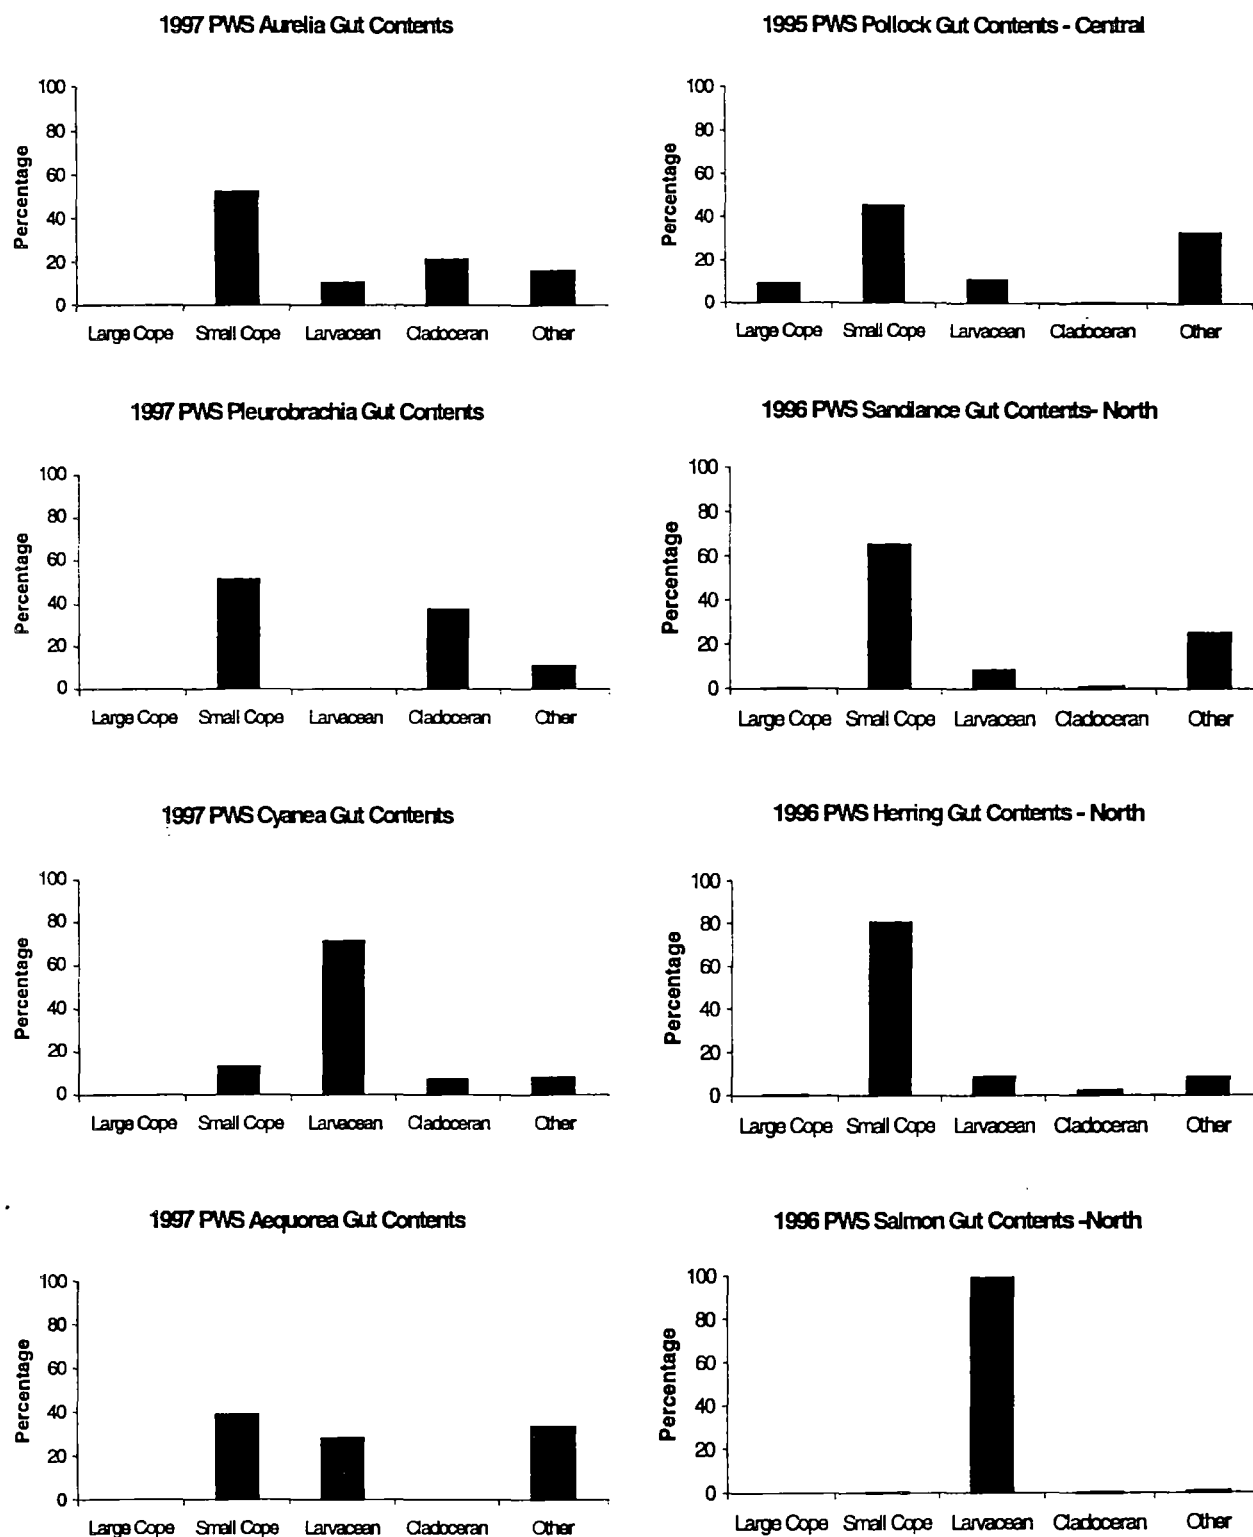 1997 PWS Aurelia Gut Contents
Percentage
100
80
60
40
20
0
Large Cope Small Cope Larvacean Cladoceran Other
1995 PWS Pollock Gut Contents - Central
Percentage
100
80
60
40
20
0
Large Cope Small Cope Larvacean Cladoceran Other
1997 PWS Pleurobrachia Gut Contents
Percentage
100
80
60
40
20
0
Large Cope Small Cope Larvacean Cladoceran Other
1996 PWS Sandlance Gut Contents- North
Percentage
100
80
60
40
20
0
Large Cope Small Cope Larvacean Cladoceran Other
1997 PWS Cyanea Gut Contents
Percentage
100
80
60
40
20
0
Large Cope Small Cope Larvacean Cladoceran Other
1996 PWS Herring Gut Contents - North
Percentage
100
80
60
40
20
0
Large Cope Small Cope Larvacean Cladoceran Other
1997 PWS Aequorea Gut Contents
Percentage
100
80
60
40
20
0
Large Cope Small Cope Larvacean Cladoceran Other
1996 PWS Salmon Gut Contents -North
Percentage
100
80
60
40
20
0
Large Cope Small Cope Larvacean Cladoceran Other